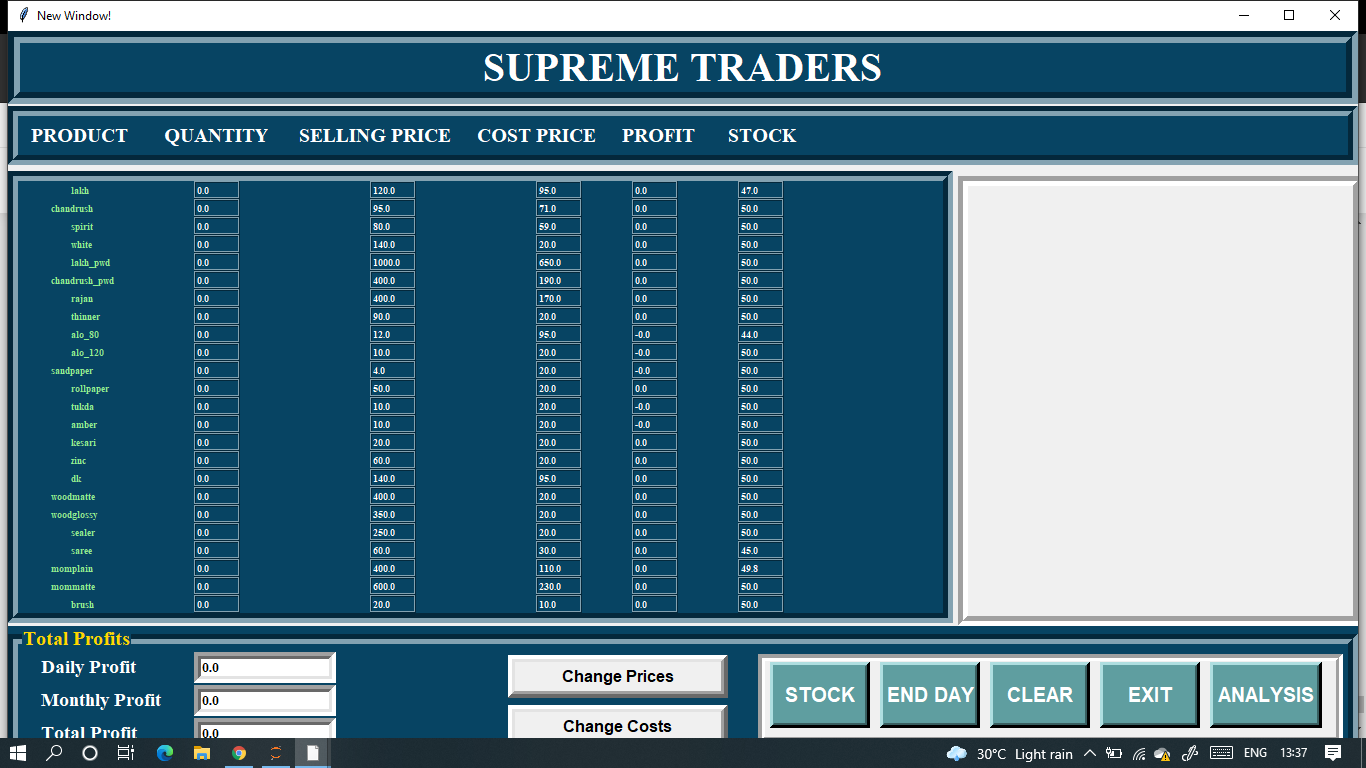 New Window!
SUPREME TRADERS
PRODUCT QUANTITY SELLING PRICE COST PRICE PROFIT STOCK
lakh 0.0 120.0 95.0 0.0 47.0
chandrush 0.0 95.0 71.0 0.0 50.0
spirit 0.0 80.0 59.0 0.0 50.0
white 0.0 140.0 20.0 0.0 50.0
lakh_pwd 0.0 1000.0 650.0 0.0 50.0
chandrush_pwd 0.0 400.0 190.0 0.0 50.0
rajan 0.0 400.0 170.0 0.0 50.0
thinner 0.0 90.0 20.0 0.0 50.0
alo_80 0.0 12.0 95.0 -0.0 44.0
alo_120 0.0 10.0 20.0 -0.0 50.0
sandpaper 0.0 4.0 20.0 -0.0 50.0
rollpaper 0.0 50.0 20.0 0.0 50.0
tukda 0.0 10.0 20.0 -0.0 50.0
amber 0.0 10.0 20.0 -0.0 50.0
kesari 0.0 20.0 20.0 0.0 50.0
zinc 0.0 60.0 20.0 0.0 50.0
dk 0.0 140.0 95.0 0.0 50.0
woodmatte 0.0 400.0 20.0 0.0 50.0
woodglossy 0.0 350.0 20.0 0.0 50.0
sealer 0.0 250.0 20.0 0.0 50.0
saree 0.0 60.0 30.0 0.0 45.0
momplain 0.0 400.0 110.0 0.0 49.8
mommatte 0.0 600.0 230.0 0.0 50.0
brush 0.0 20.0 10.0 0.0 50.0
Total Profits
Daily Profit 0.0 Change Prices
Monthly Profit 0.0 STOCK END DAY CLEAR EXIT ANALYSIS
Total Profit 0.0 Change Costs
30°C Light rain ENG 13:37